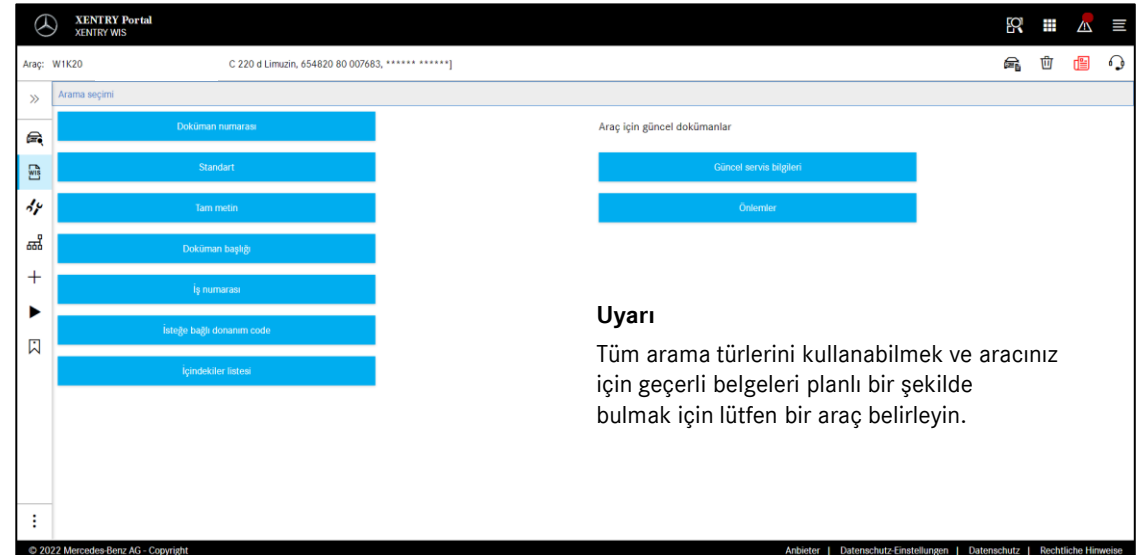 XENTRY Portal
XENTRY WIS
Araç: W1K20 C 220 d Limuzin, 654820 80 007683, ****** ******]
Arama seçimi
Doküman numarası
Standart
Tam metin
Doküman başlığı
İş numarası
İsteğe bağlı donanım code
İçindekiler listesi
WIS
Araç için güncel dokümanlar
Güncel servis bilgileri
Önlemler
Uyarı
Tüm arama türlerini kullanabilmek ve aracınız
için geçerli belgeleri planlı bir şekilde
bulmak için lütfen bir araç belirleyin.
© 2022 Mercedes-Benz AG - Copyright
Anbieter | Datenschutz-Einstellungen | Datenschutz | Rechtliche Hinweise